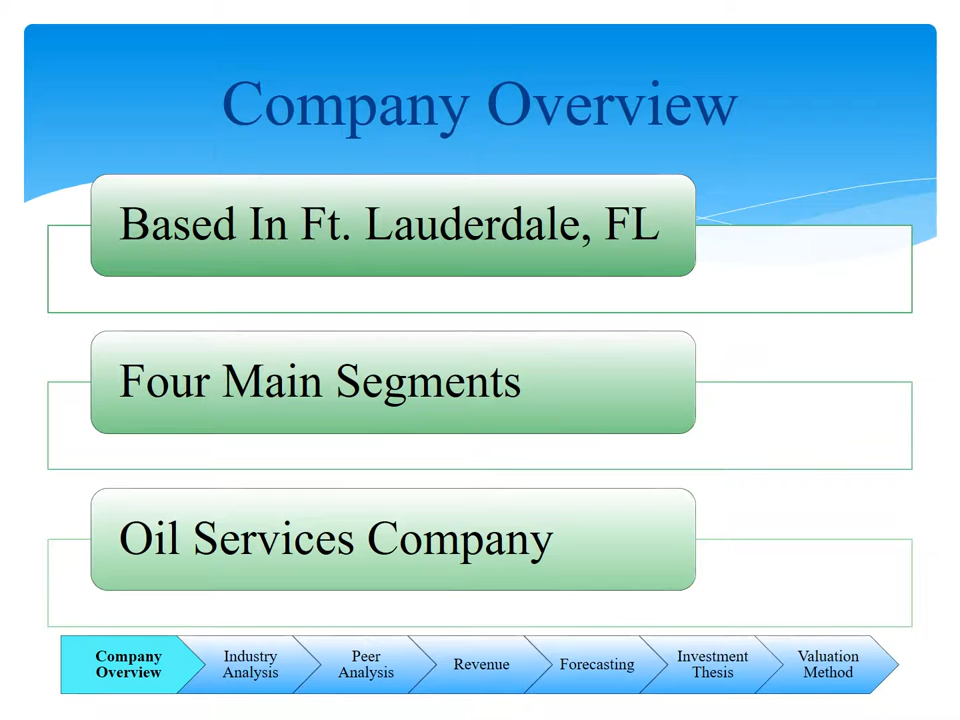 Company Overview
Based In Ft. Lauderdale, FL
Four Main Segments
Oil Services Company
Company
Overview
Industry
Analysis
Peer
Analysis
Revenue
Forecasting
Investment
Thesis
Valuation
Method